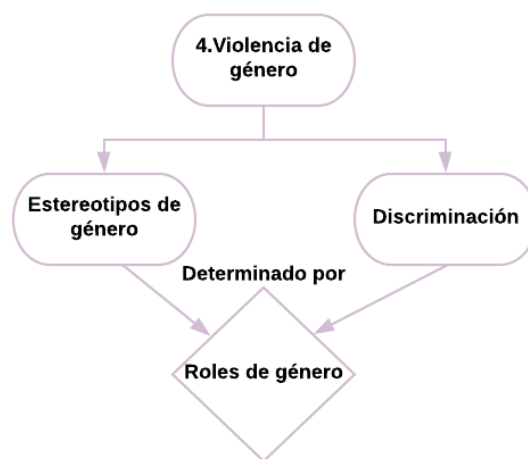 4.Violencia de
género
Estereotipos de
género
Discriminación
Determinado por
Roles de género